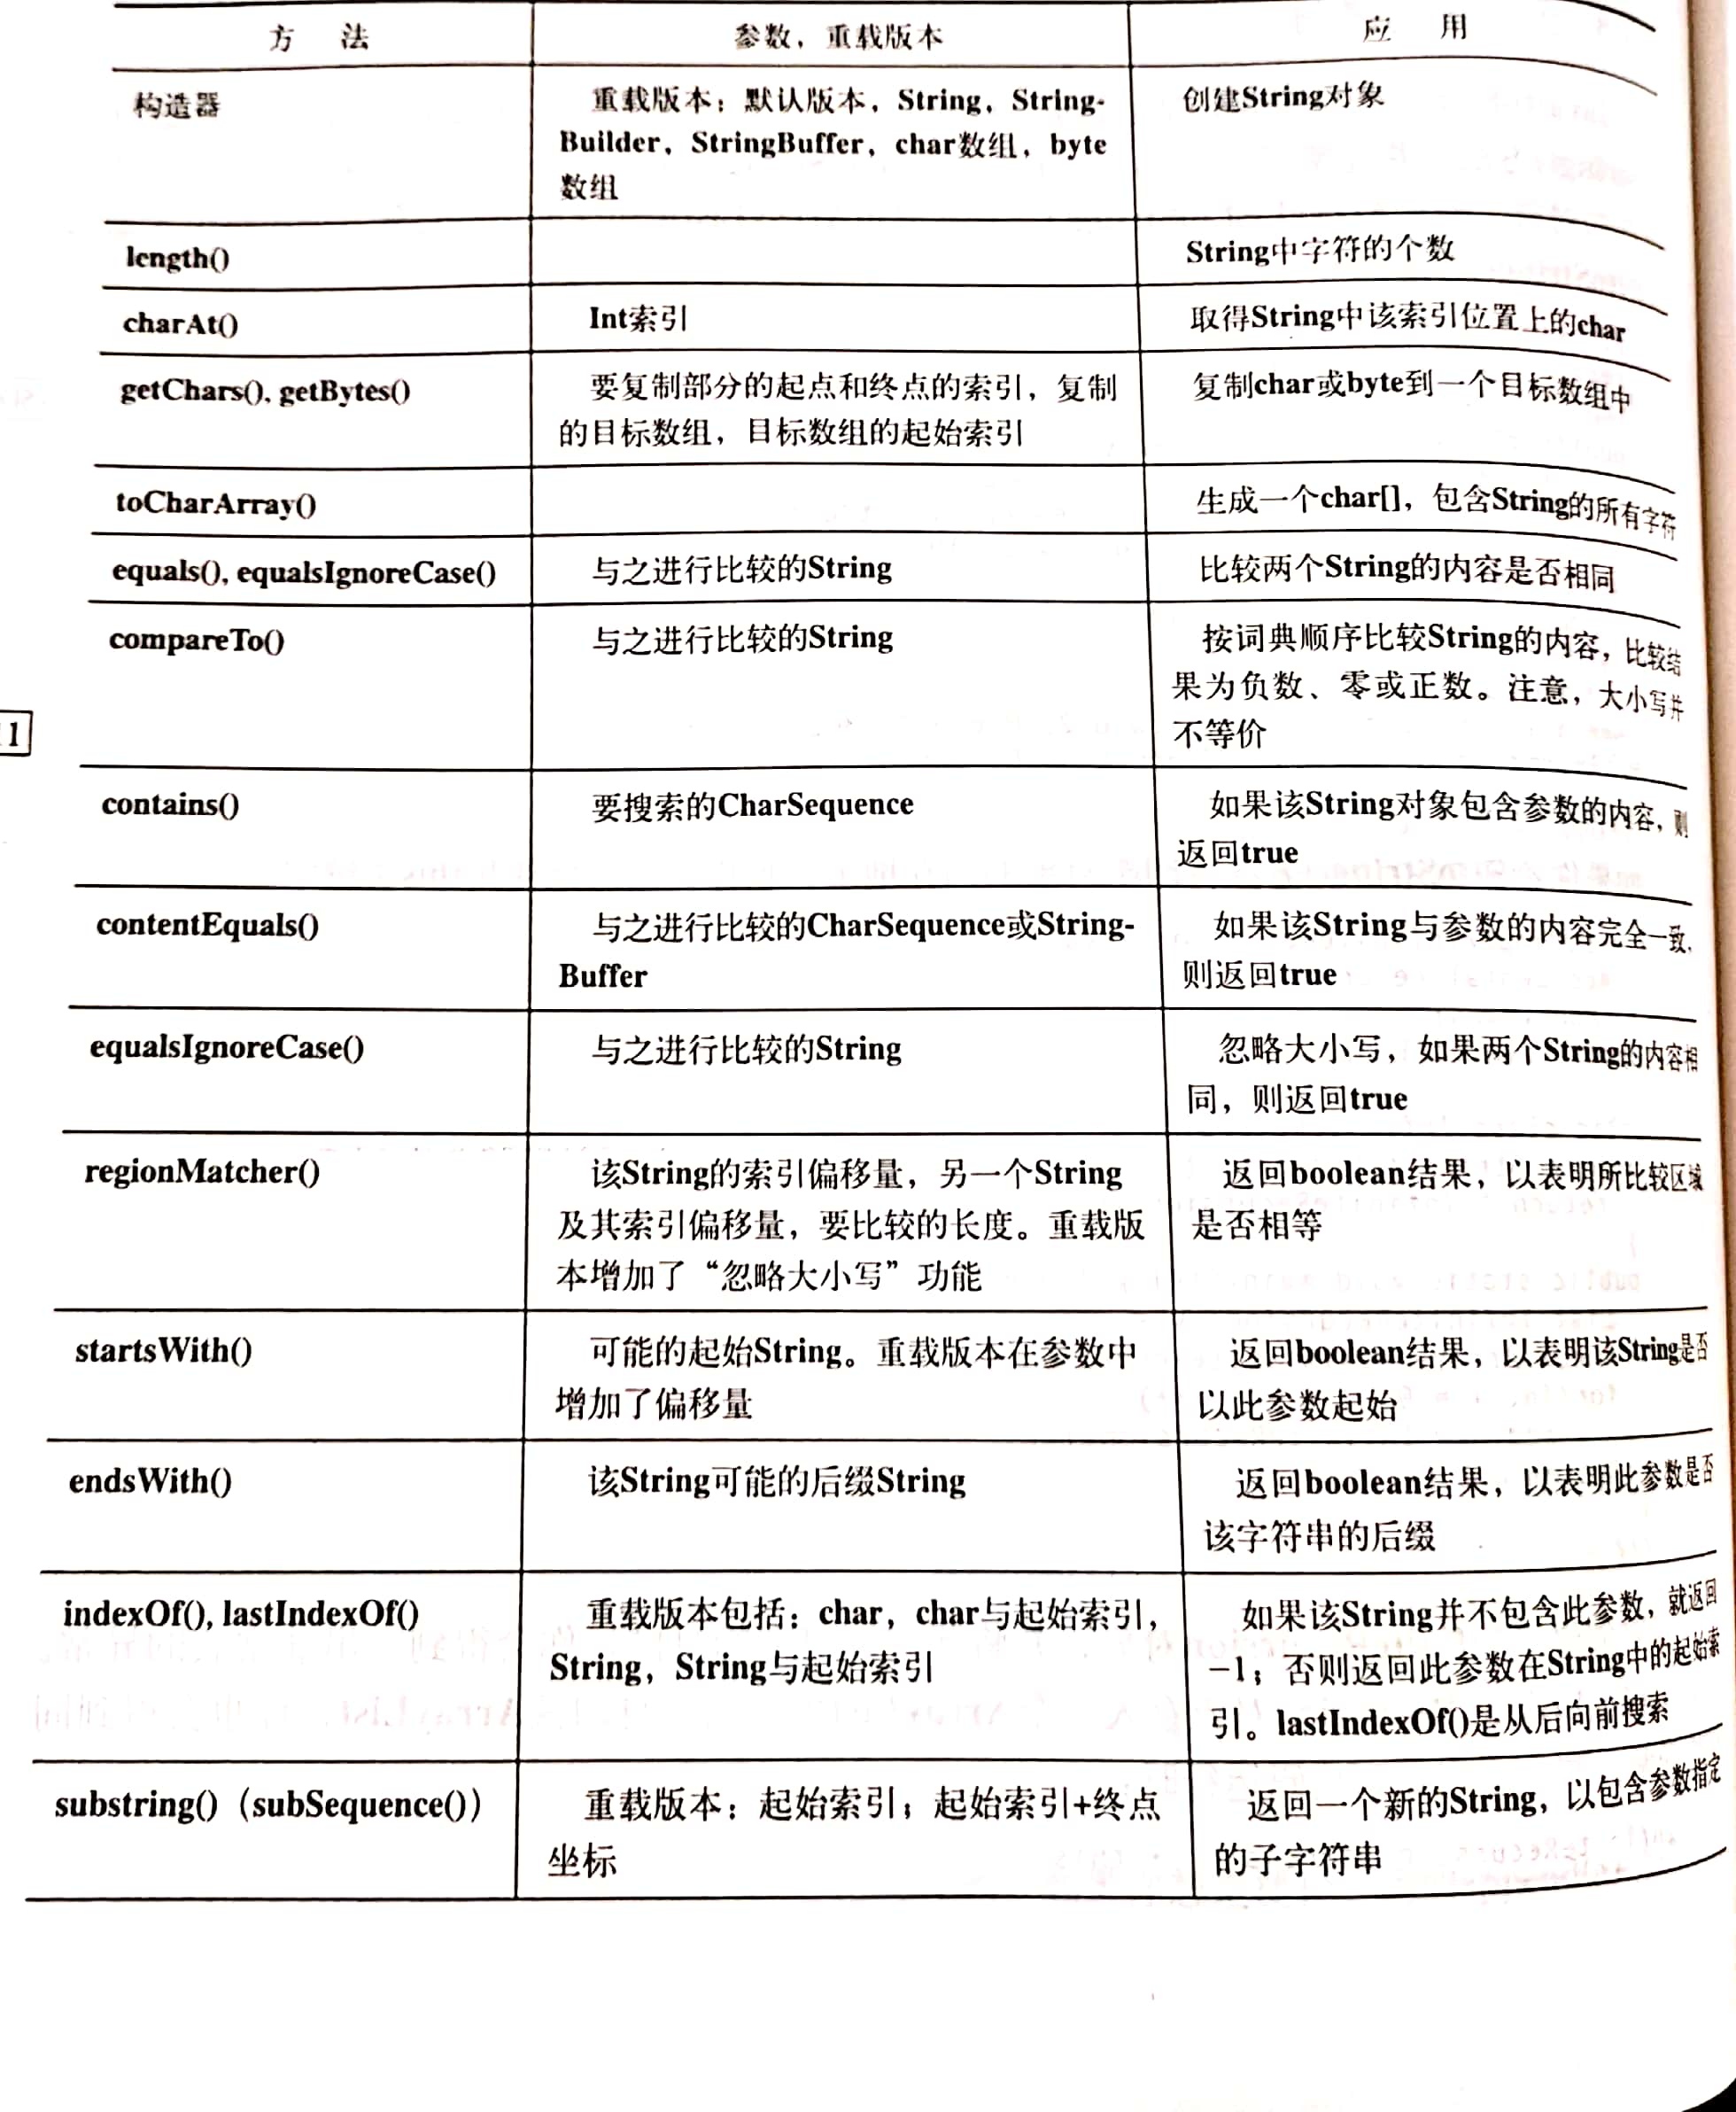 方 法 参数，重载版本 应 用
构造器 重载版本：默认版本，String，String- 创建String对象
Builder，StringBuffer，char数组，byte
数组
length() String中字符的个数
charAt() Int索引 取得String中该索引位置上的char
getChars(), getBytes() 要复制部分的起点和终点的索引，复制 复制char或byte到一个目标数组中
的目标数组，目标数组的起始索引
toCharArray() 生成一个char[]，包含String的所有字符
equals(), equalsIgnoreCase() 与之进行比较的String 比较两个String的内容是否相同
compareTo() 与之进行比较的String 按词典顺序比较String的内容，比较结
果为负数、零或正数。注意，大小写并
不等价
11
contains() 要搜索的CharSequence 如果该String对象包含参数的内容，则
返回true
contentEquals() 与之进行比较的CharSequence或String- 如果该String与参数的内容完全一致，
Buffer 则返回true
equalsIgnoreCase() 与之进行比较的String 忽略大小写，如果两个String的内容相
同，则返回true
regionMatcher() 该String的索引偏移量，另一个String 返回boolean结果，以表明所比较区域
及其索引偏移量，要比较的长度。重载版 是否相等
本增加了“忽略大小写”功能
startsWith() 可能的起始String。重载版本在参数中 返回boolean结果，以表明该String是否
增加了偏移量 以此参数起始
endsWith() 该String可能的后缀String 返回boolean结果，以表明此参数是否
该字符串的后缀
indexOf(), lastIndexOf() 重载版本包括：char，char与起始索引， 如果该String并不包含此参数，就返回
String，String与起始索引 -1；否则返回此参数在String中的起始索
引。lastIndexOf()是从后向前搜索
substring()（subSequence()） 重载版本：起始索引；起始索引+终点 返回一个新的String，以包含参数指定
坐标 的子字符串